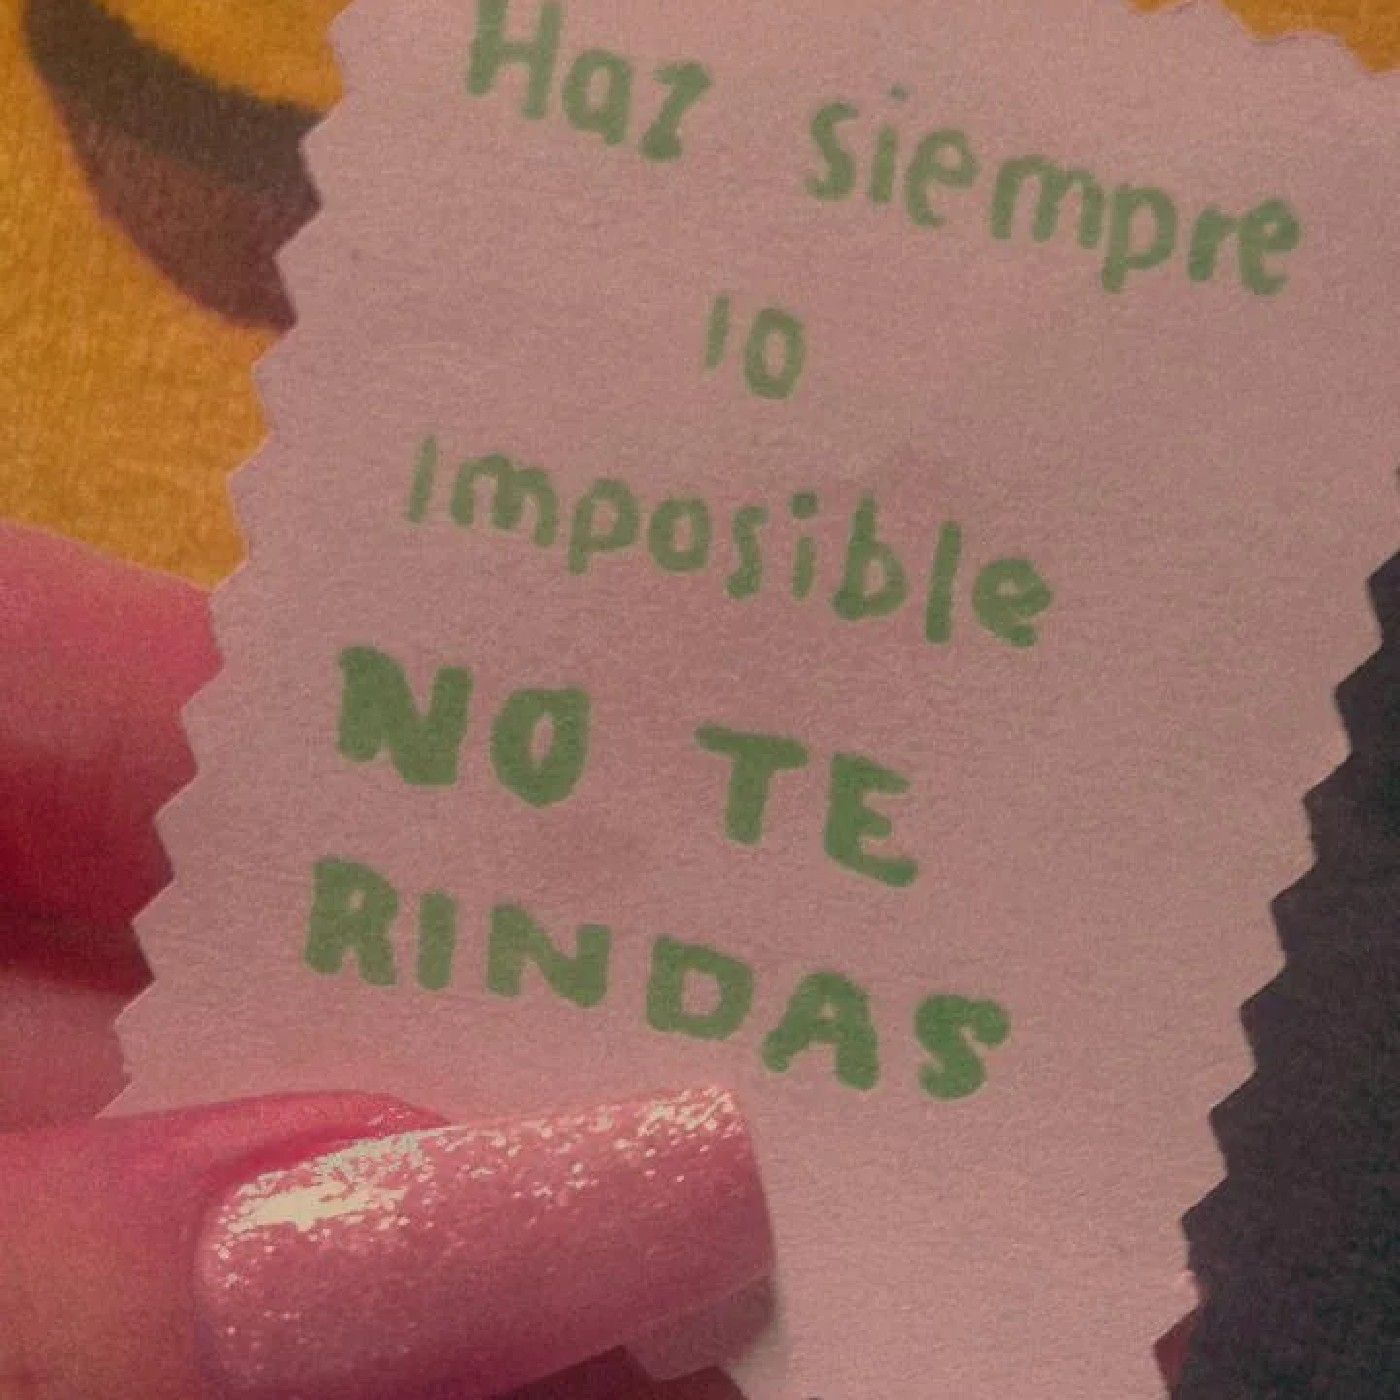 Haz siempre
lo
imposible
NO TE
RINDAS